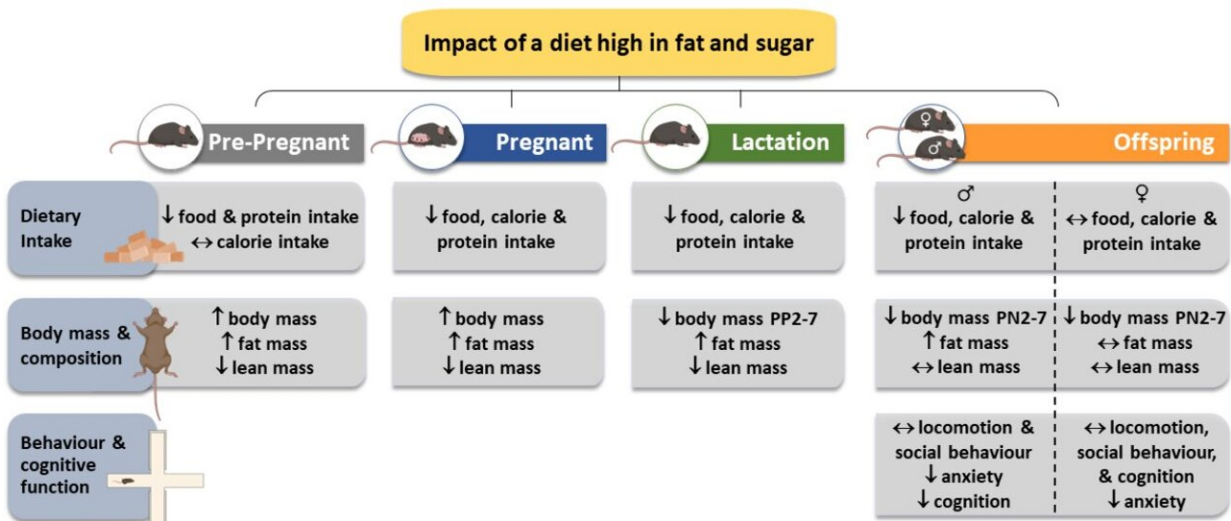 Impact of a diet high in fat and sugar
Pre-Pregnant
Pregnant
Lactation
♀
♂
Offspring
Dietary
Intake
↓ food & protein intake
↔ calorie intake
↓ food, calorie &
protein intake
↓ food, calorie &
protein intake
♂
↓ food, calorie &
protein intake
♀
↔ food, calorie &
protein intake
Body mass &
composition
↑ body mass
↑ fat mass
↓ lean mass
↑ body mass
↑ fat mass
↓ lean mass
↓ body mass PP2-7
↑ fat mass
↓ lean mass
↓ body mass PN2-7
↑ fat mass
↔ lean mass
↓ body mass PN2-7
↔ fat mass
↔ lean mass
Behaviour &
cognitive
function
↔ locomotion &
social behaviour
↓ anxiety
↓ cognition
↔ locomotion,
social behaviour,
& cognition
↓ anxiety